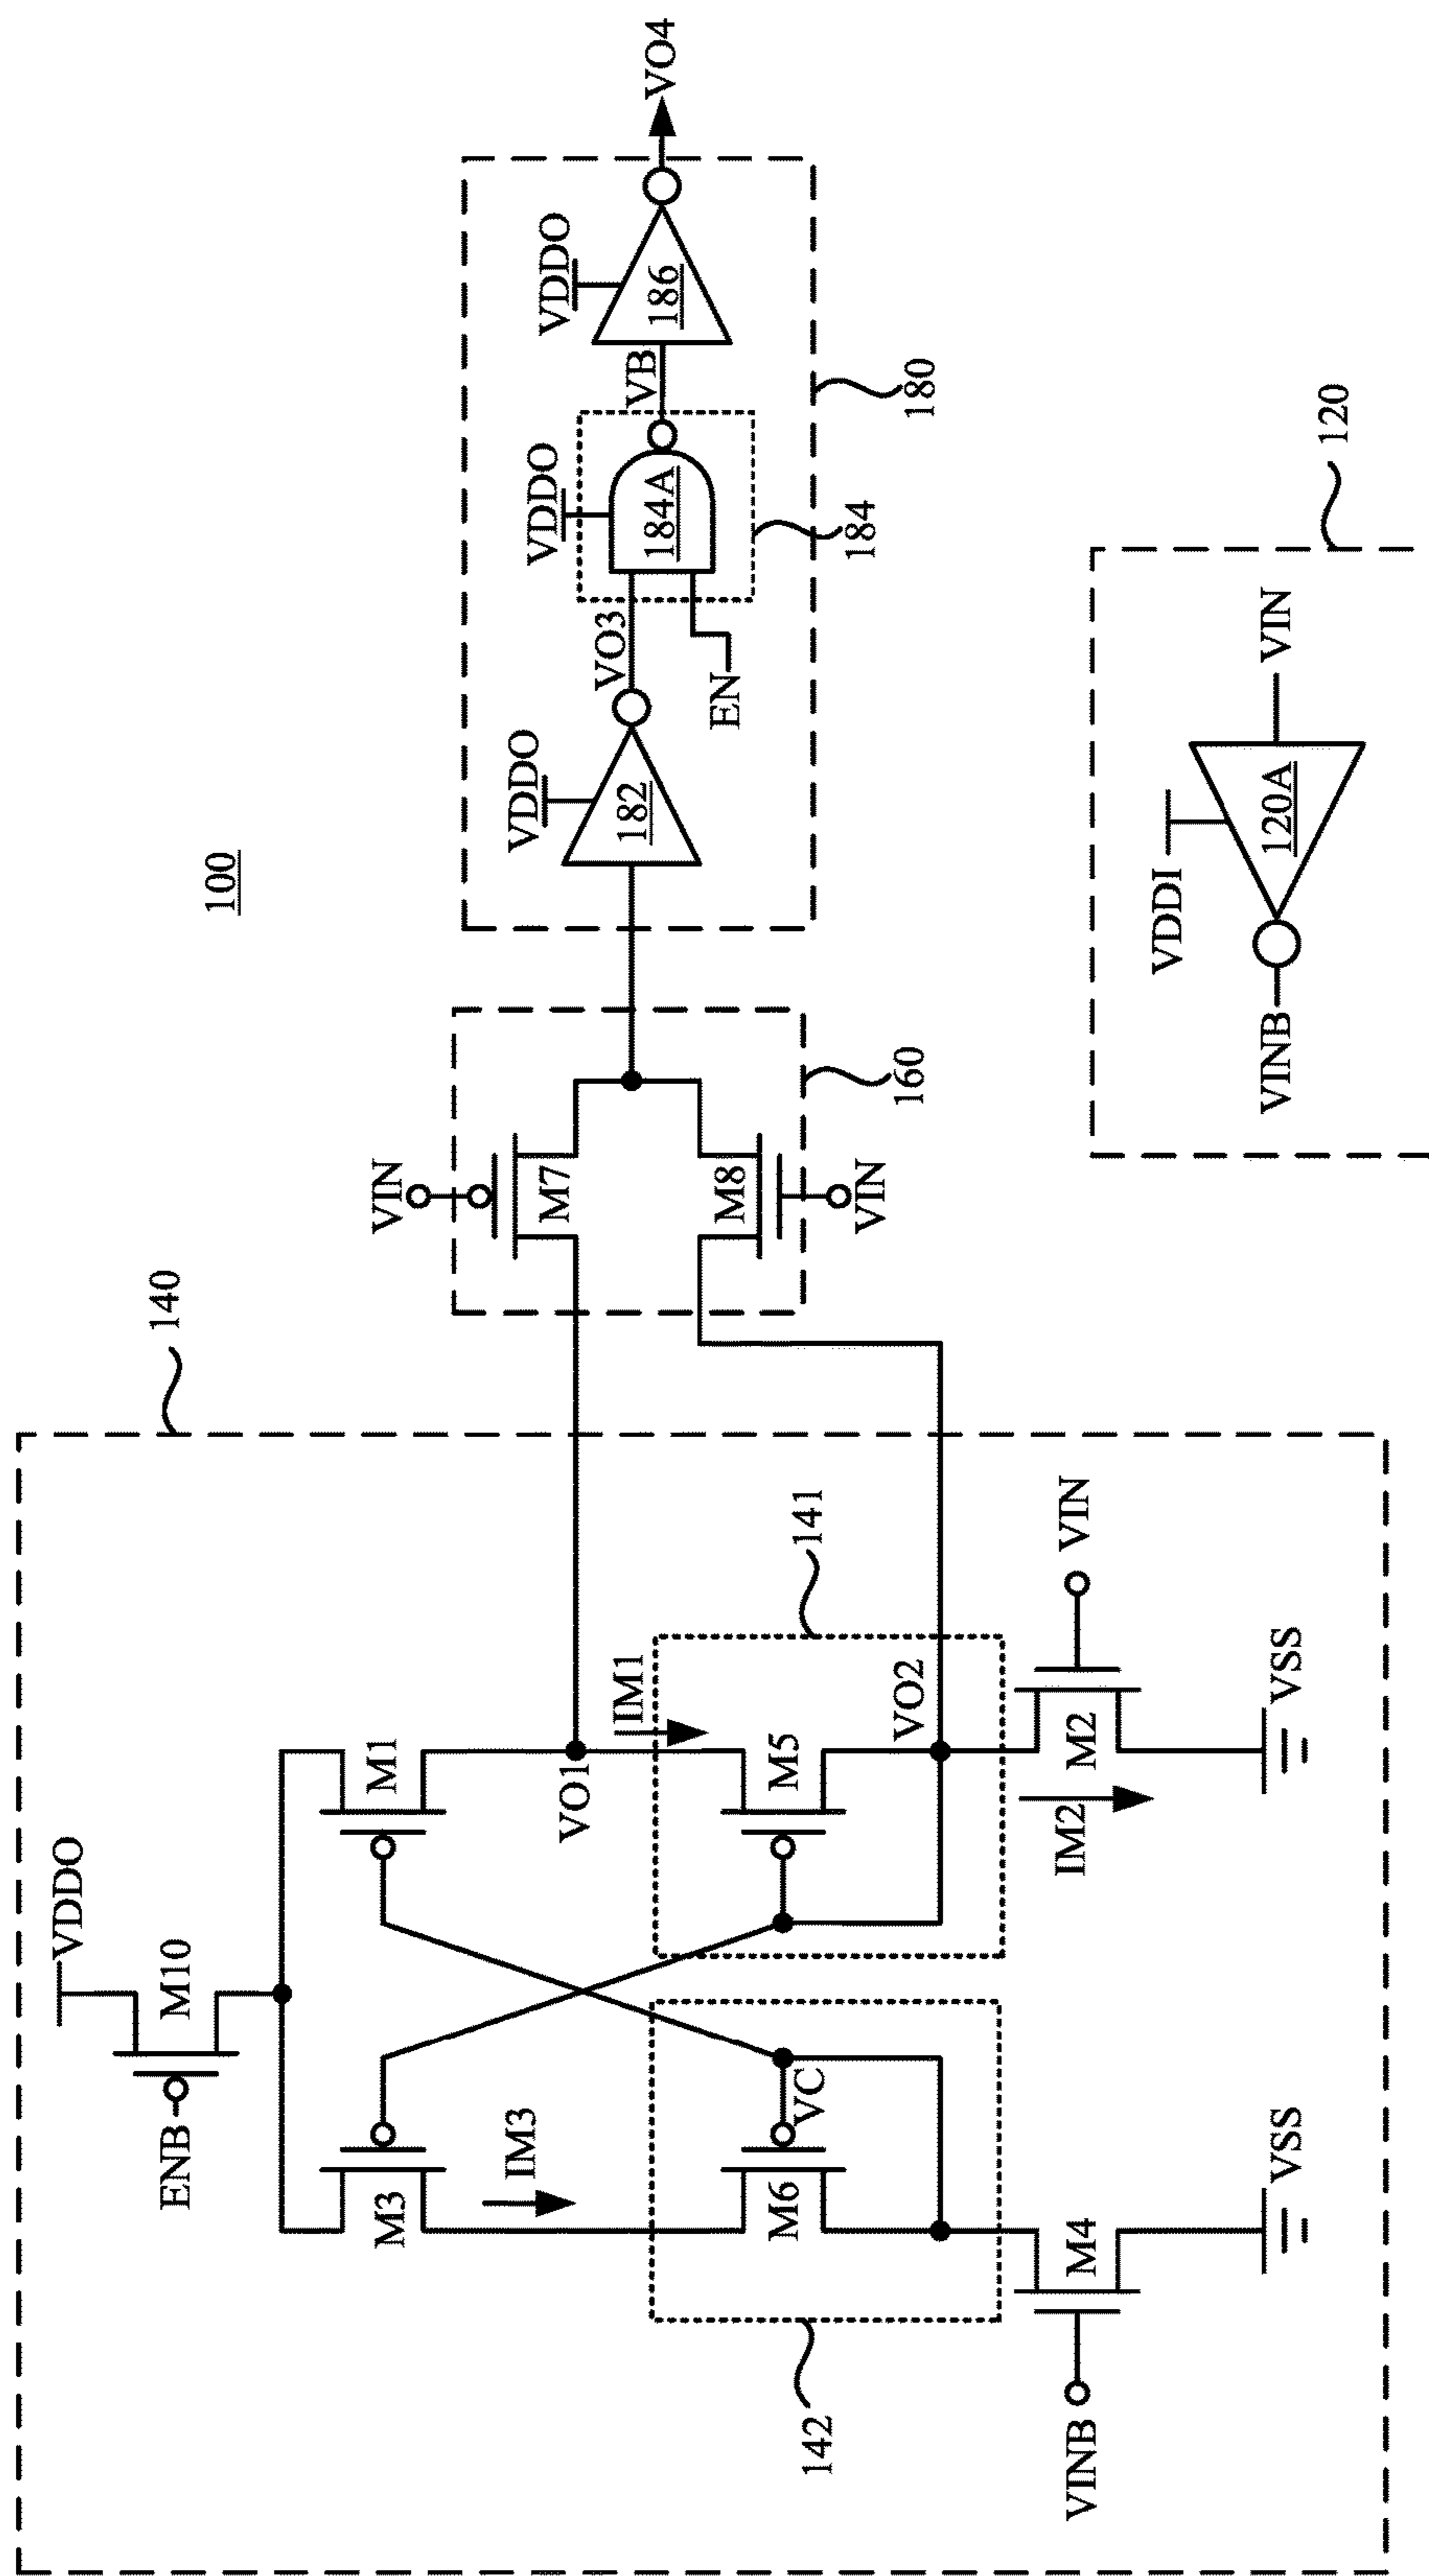 100
140
VDDO
ENB
M10
M3
M1
IM3
VO1
IM1
141
VC
M6
M5
VO2
142
VINB
M4
IM2
M2
VIN
VSS
VSS
VIN
M7
M8
VIN
160
VDDO
182
VO3
EN
VDDO
184A
184
VB
VDDO
186
VO4
180
120
VDDI
VINB
120A
VIN